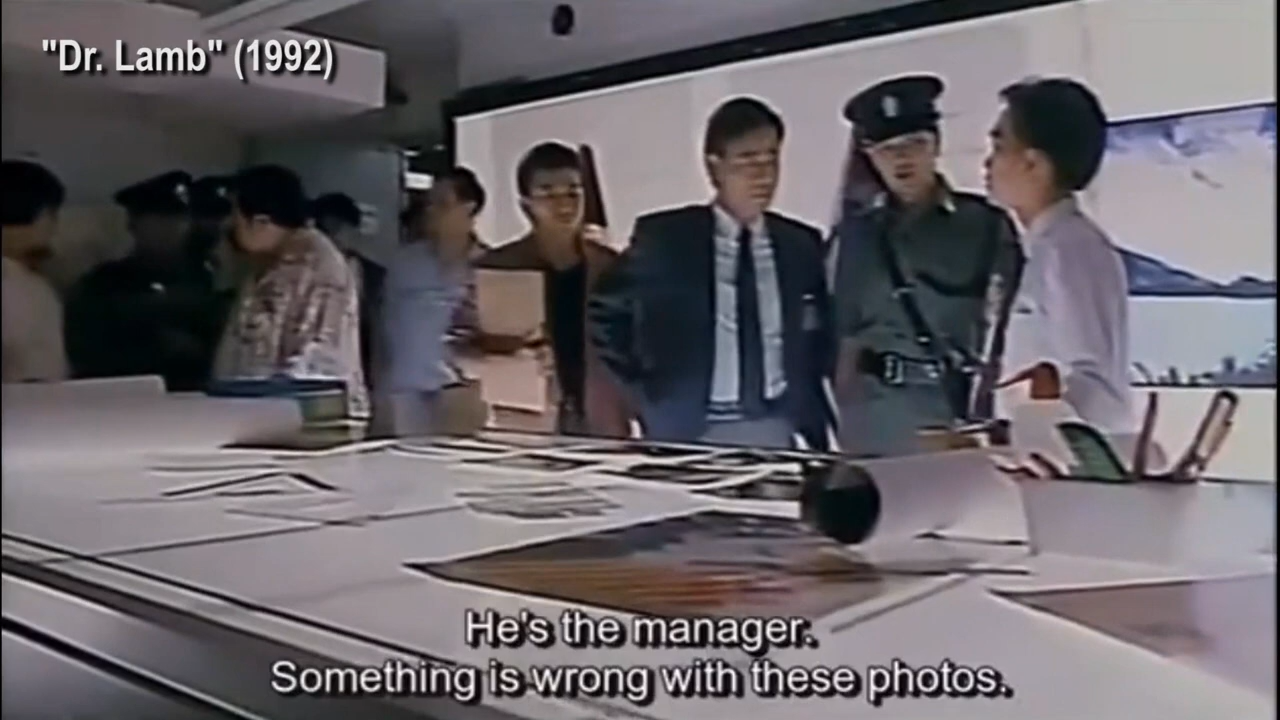 "Dr. Lamb" (1992)
He's the manager.
Something is wrong with these photos.